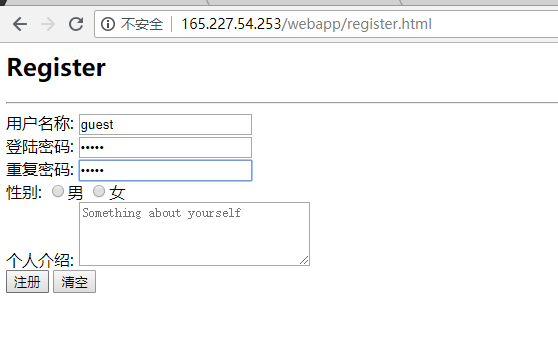 不安全 | 165.227.54.253/webapp/register.html
Register
用户名称: guest
登陆密码: •••••
重复密码: •••••
性别: 男 女
Something about yourself
个人介绍:
注册 清空